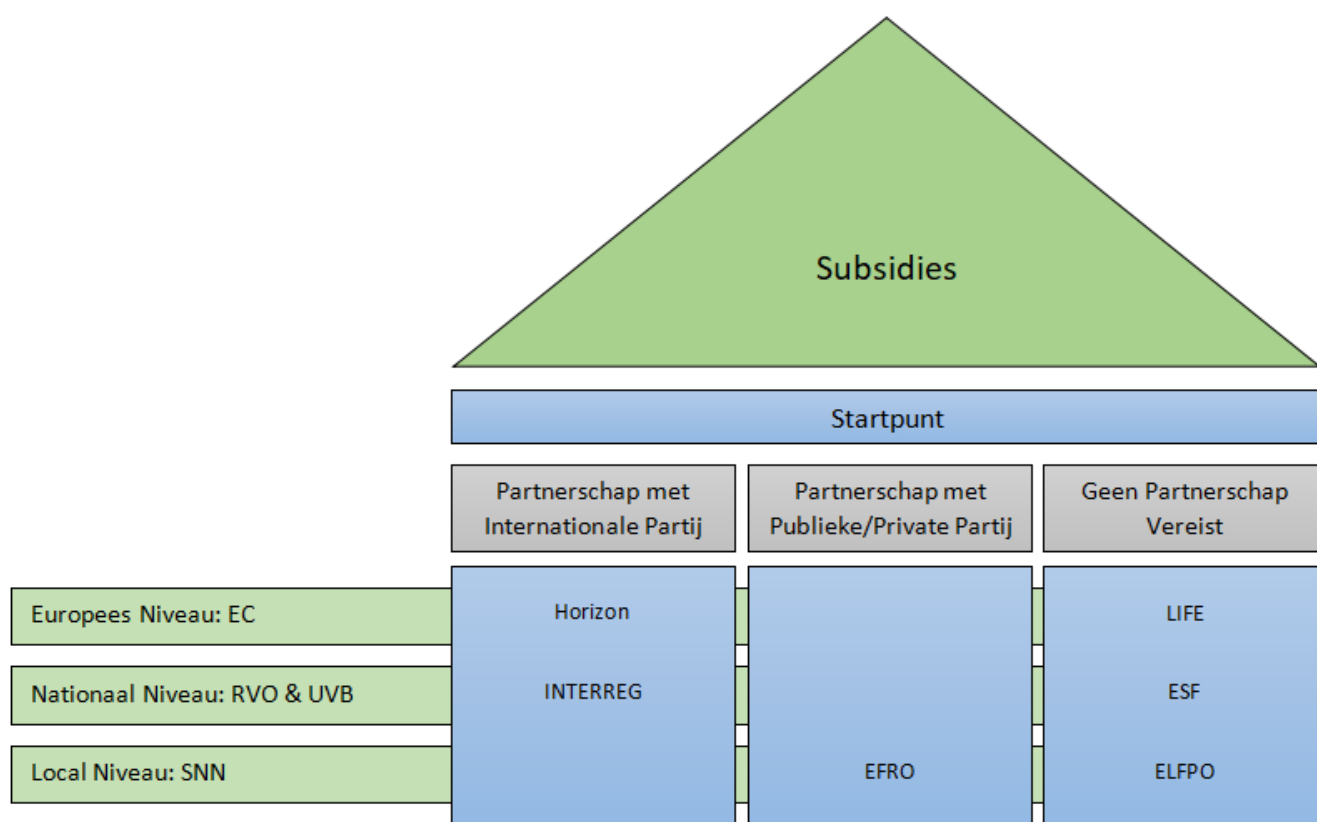 Subsidies
Startpunt
Partnerschap met
Internationale Partij
Partnerschap met
Publieke/Private Partij
Geen Partnerschap
Vereist
Europees Niveau: EC
Horizon
LIFE
Nationaal Niveau: RVO & UVB
INTERREG
ESF
Local Niveau: SNN
EFRO
ELFPO